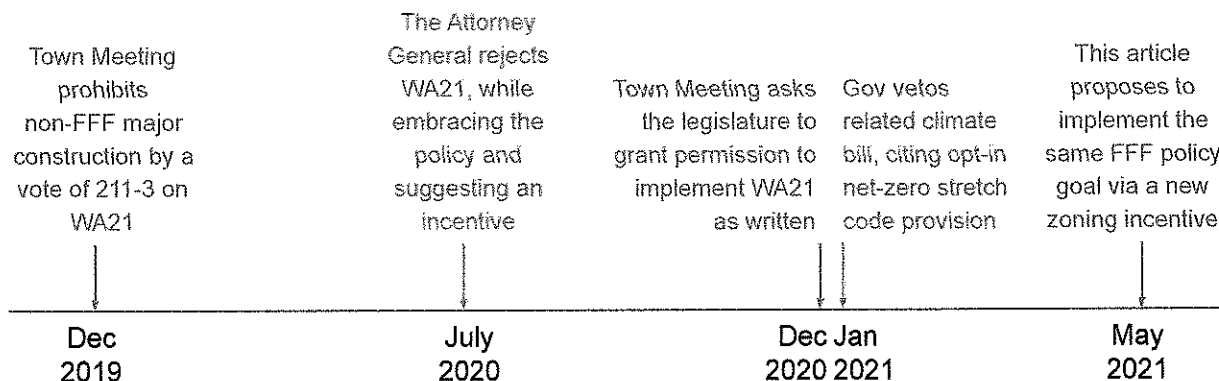 Town Meeting
prohibits
non-FFF major
construction by a
vote of 211-3 on
WA21
The Attorney
General rejects
WA21, while
embracing the
policy and
suggesting an
incentive
Town Meeting asks
the legislature to
grant permission to
implement WA21
as written
Gov vetos
related climate
bill, citing opt-in
net-zero stretch
code provision
This article
proposes to
implement the
same FFF policy
goal via a new
zoning incentive
Dec
2019
July
2020
Dec
2020
Jan
2021
May
2021